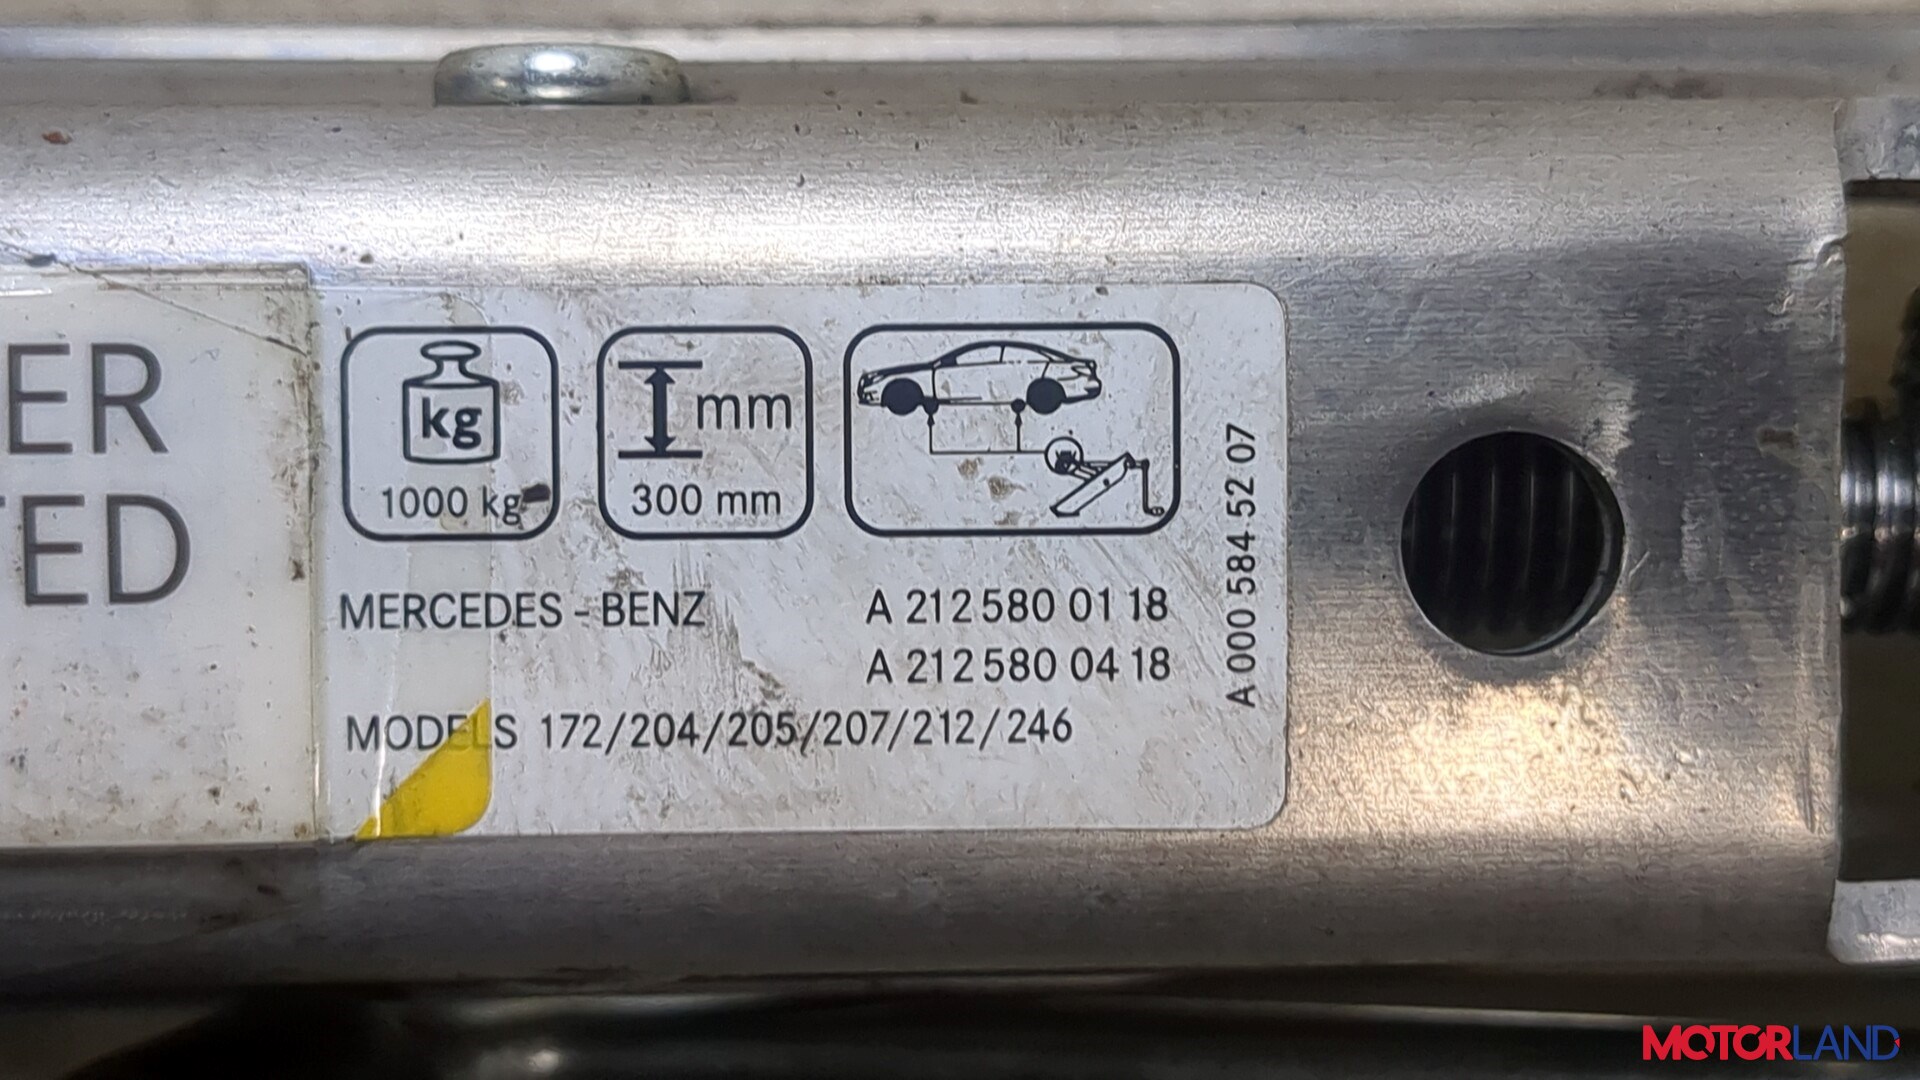 ER
TED
kg
1000 kg
mm
300 mm
MERCEDES - BENZ
A 212 580 01 18
A 212 580 04 18
MODELS 172/204/205/207/212/246
A 000 584 52 07
MOTORLAND